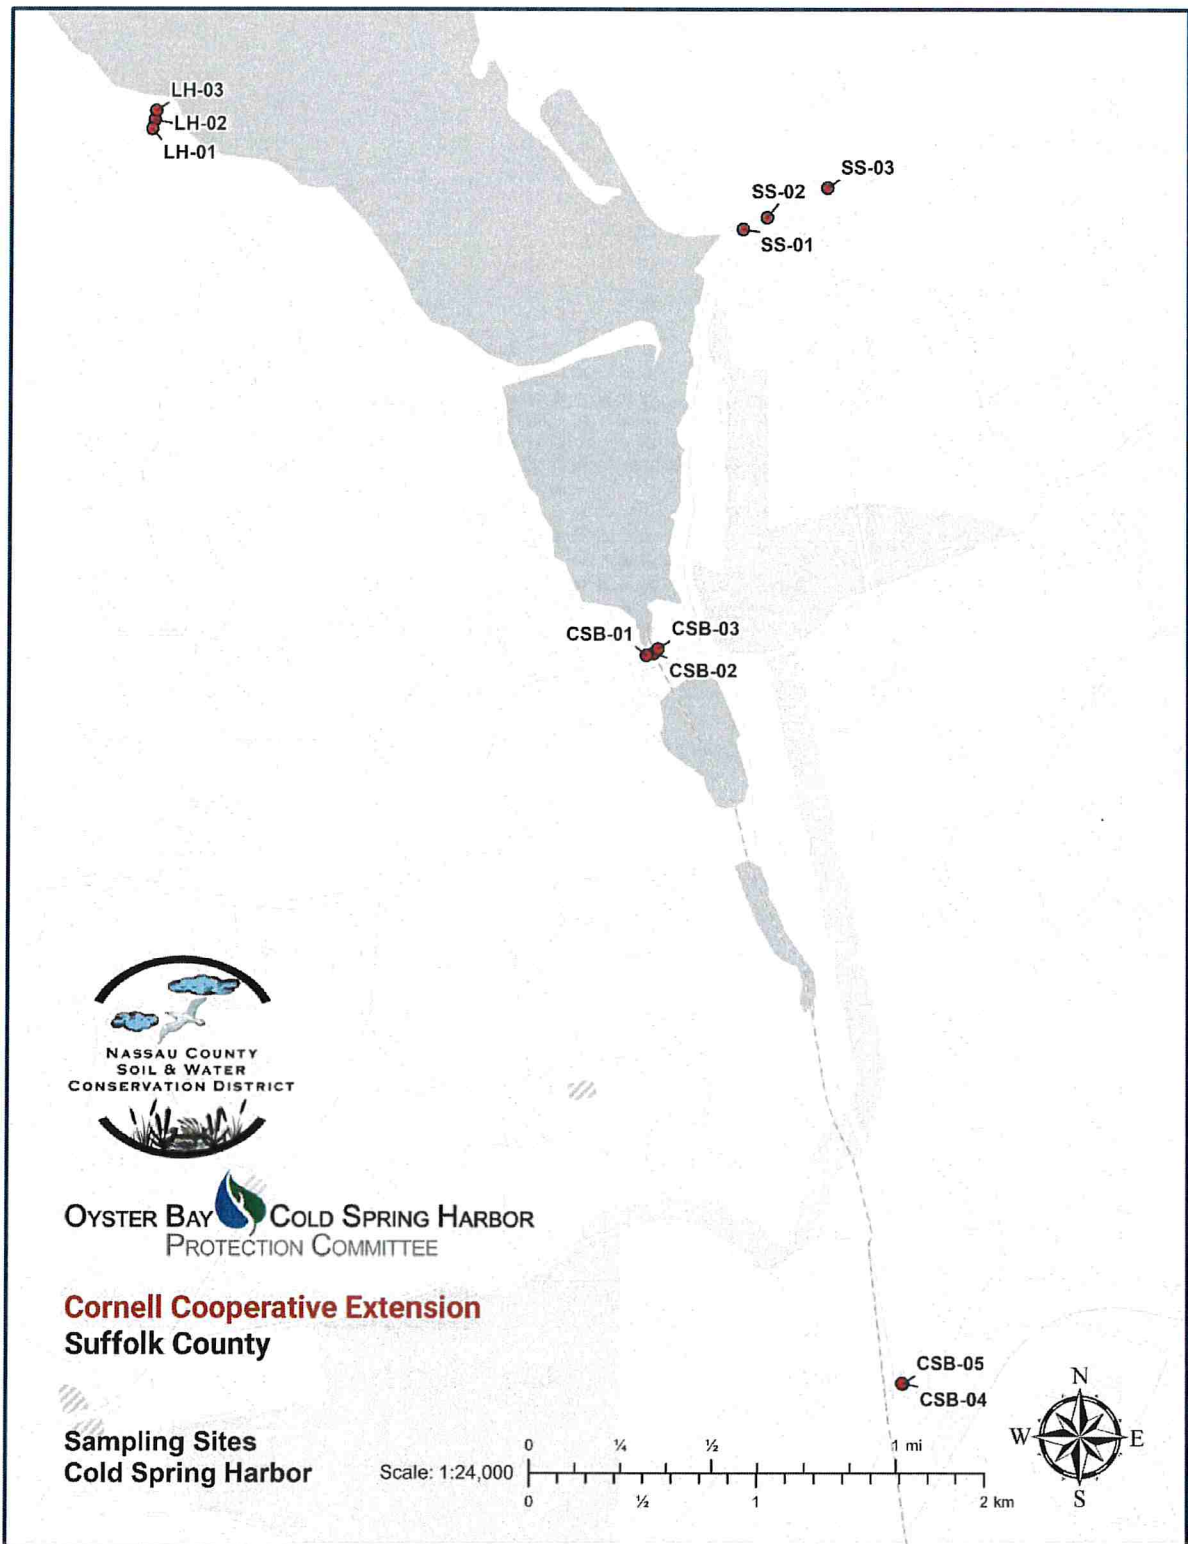 LH-03
LH-02
LH-01
SS-03
SS-02
SS-01
CSB-01
CSB-03
CSB-02
NASSAU COUNTY
SOIL & WATER
CONSERVATION DISTRICT
OYSTER BAY COLD SPRING HARBOR
PROTECTION COMMITTEE
Cornell Cooperative Extension
Suffolk County
CSB-05
CSB-04
N
W E
S
Sampling Sites
Cold Spring Harbor
Scale: 1:24,000
0 ¼ ½ 1 mi
0 ½ 1 2 km